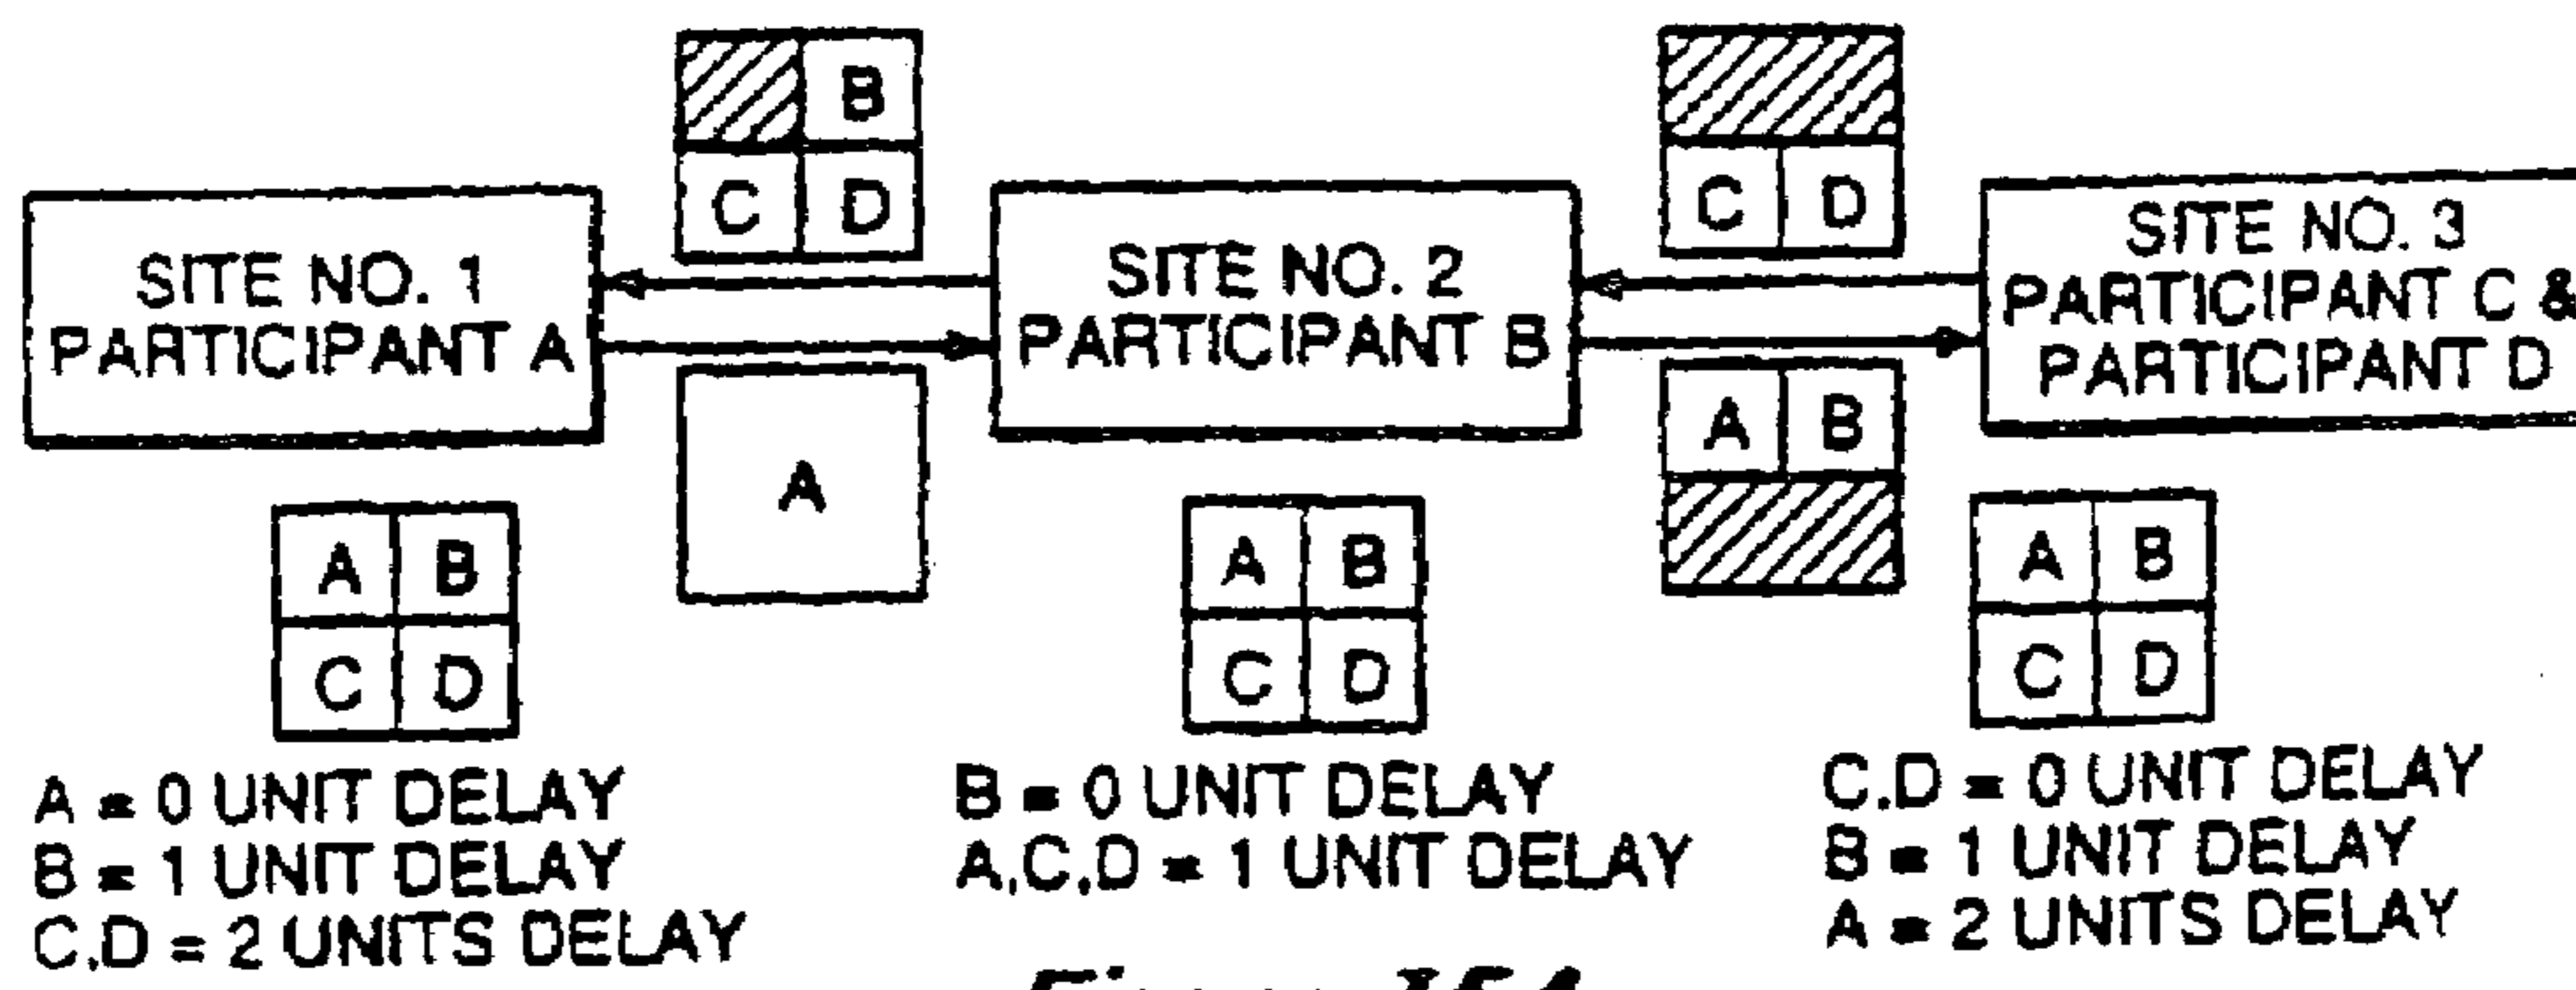 B
C D
C D
SITE NO. 1
PARTICIPANT A
SITE NO. 2
PARTICIPANT B
SITE NO. 3
PARTICIPANT C &
PARTICIPANT D
A
A B
A B
C D
A B
C D
A B
C D
A = 0 UNIT DELAY
B = 1 UNIT DELAY
C,D = 2 UNITS DELAY
B = 0 UNIT DELAY
A,C,D = 1 UNIT DELAY
C,D = 0 UNIT DELAY
B = 1 UNIT DELAY
A = 2 UNITS DELAY